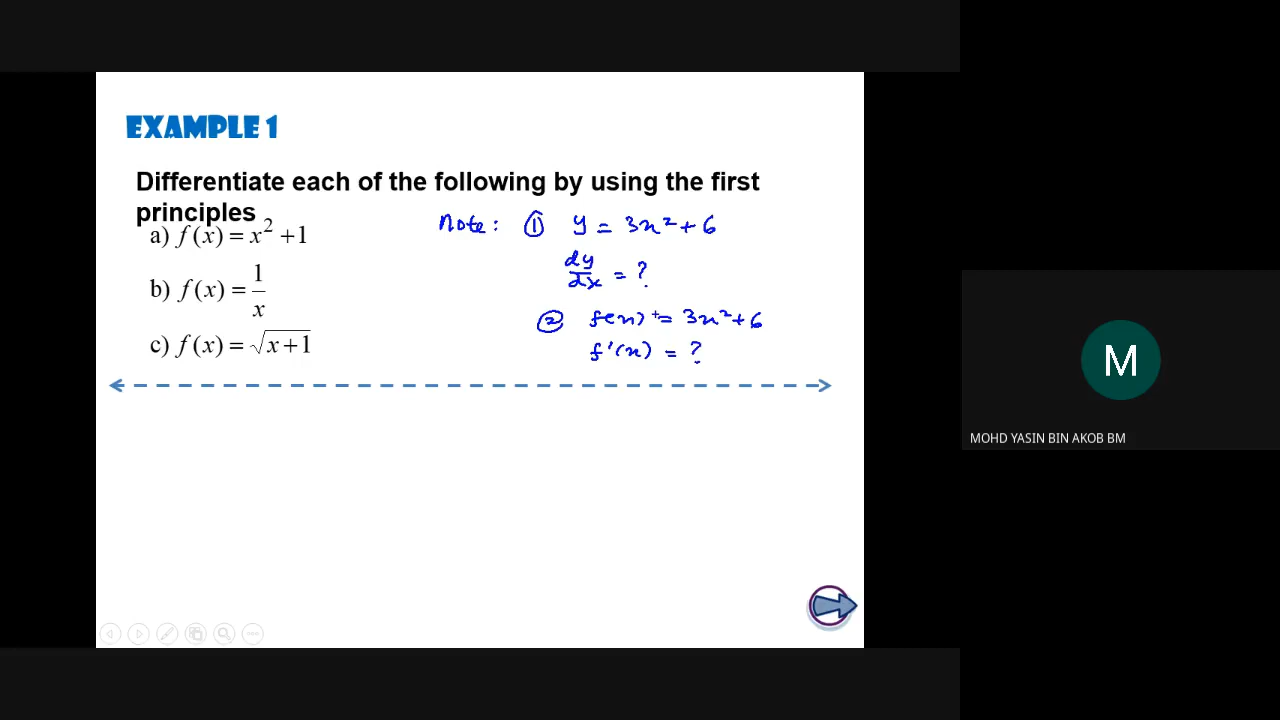 EXAMPLE 1
Differentiate each of the following by using the first
principles
a) f(x) = x² + 1
b) f(x) = 1/x
c) f(x) = √(x+1)
Note: ① y = 3x² + 6
dy/dx = ?
② f(x) = 3x² + 6
f'(x) = ?
M
MOHD YASIN BIN AKOB BM